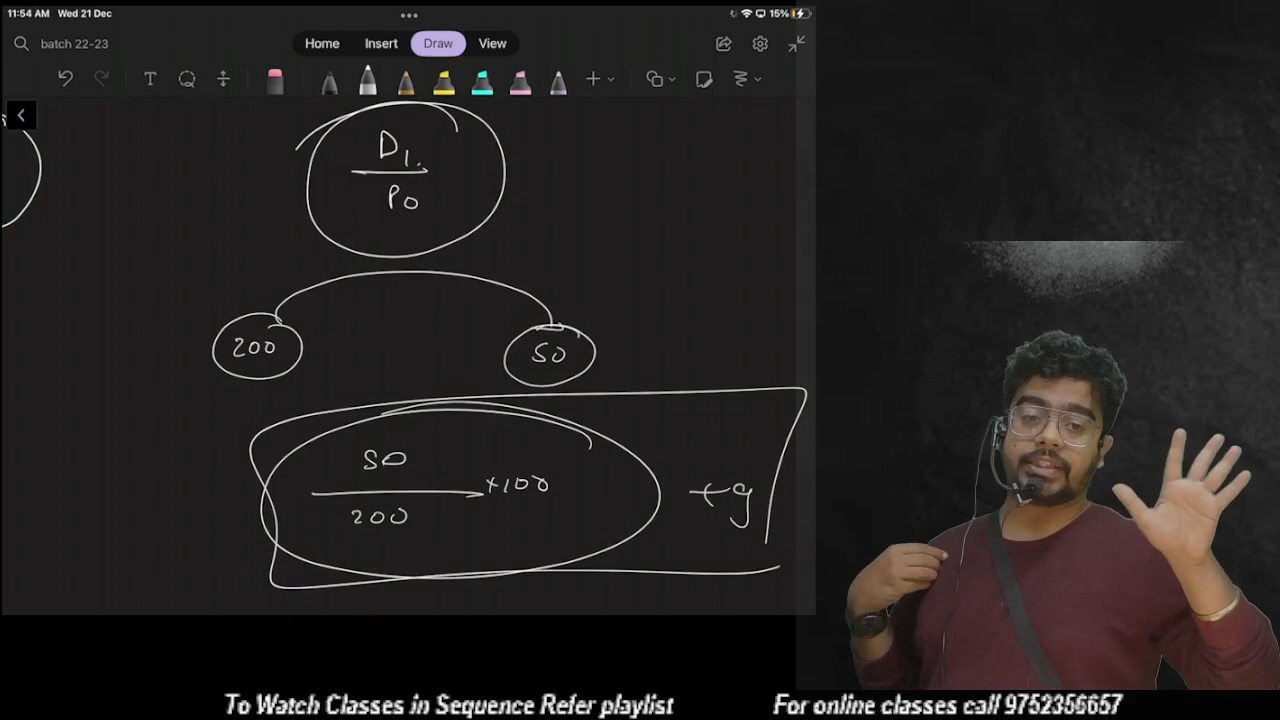 11:54 AM Wed 21 Dec
15%
batch 22-23
Home Insert Draw View
D1.
P0
200
50
50
200
×100
+g
To Watch Classes in Sequence Refer playlist
For online classes call 9752356657